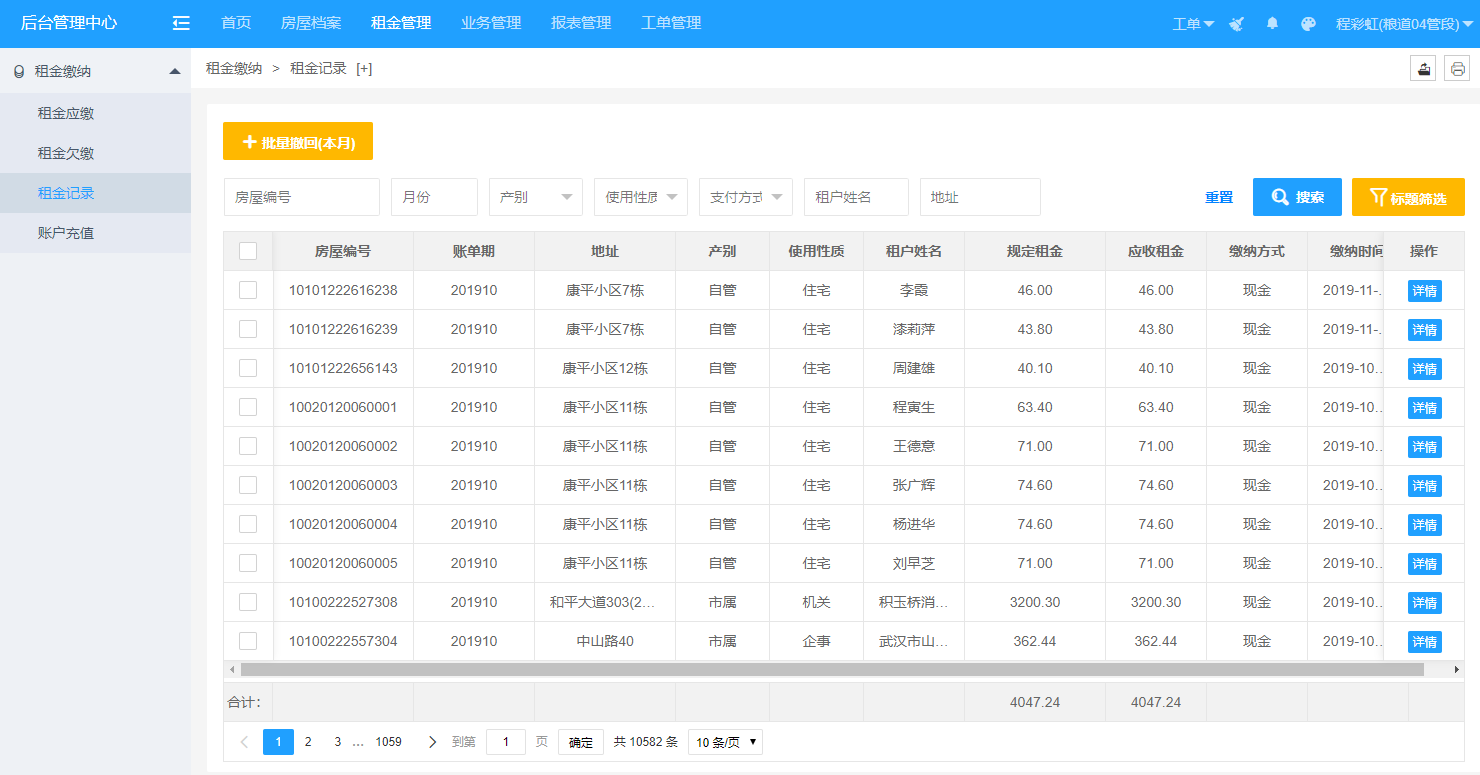 后台管理中心 首页 房屋档案 租金管理 业务管理 报表管理 工单管理 工单 程彩虹(粮道04管段)
租金缴纳
租金应缴
租金欠缴
租金记录
账户充值
租金缴纳 > 租金记录 [+]
批量撤回(本月)
房屋编号 月份 产别 使用性质 支付方式 租户姓名 地址 重置 搜索 标题筛选
房屋编号 账单期 地址 产别 使用性质 租户姓名 规定租金 应收租金 缴纳方式 缴纳时间 操作
10101222616238 201910 康平小区7栋 自管 住宅 李霞 46.00 46.00 现金 2019-11-.. 详情
10101222616239 201910 康平小区7栋 自管 住宅 漆莉萍 43.80 43.80 现金 2019-11-.. 详情
10101222656143 201910 康平小区12栋 自管 住宅 周建雄 40.10 40.10 现金 2019-10.. 详情
10020120060001 201910 康平小区11栋 自管 住宅 程寅生 63.40 63.40 现金 2019-10.. 详情
10020120060002 201910 康平小区11栋 自管 住宅 王德意 71.00 71.00 现金 2019-10.. 详情
10020120060003 201910 康平小区11栋 自管 住宅 张广辉 74.60 74.60 现金 2019-10.. 详情
10020120060004 201910 康平小区11栋 自管 住宅 杨进华 74.60 74.60 现金 2019-10.. 详情
10020120060005 201910 康平小区11栋 自管 住宅 刘早芝 71.00 71.00 现金 2019-10.. 详情
10100222527308 201910 和平大道303(2... 市属 机关 积玉桥消... 3200.30 3200.30 现金 2019-10.. 详情
10100222557304 201910 中山路40 市属 企事 武汉市山... 362.44 362.44 现金 2019-10.. 详情
合计: 4047.24 4047.24
1 2 3 ... 1059 到第 1 页 确定 共 10582 条 10 条/页